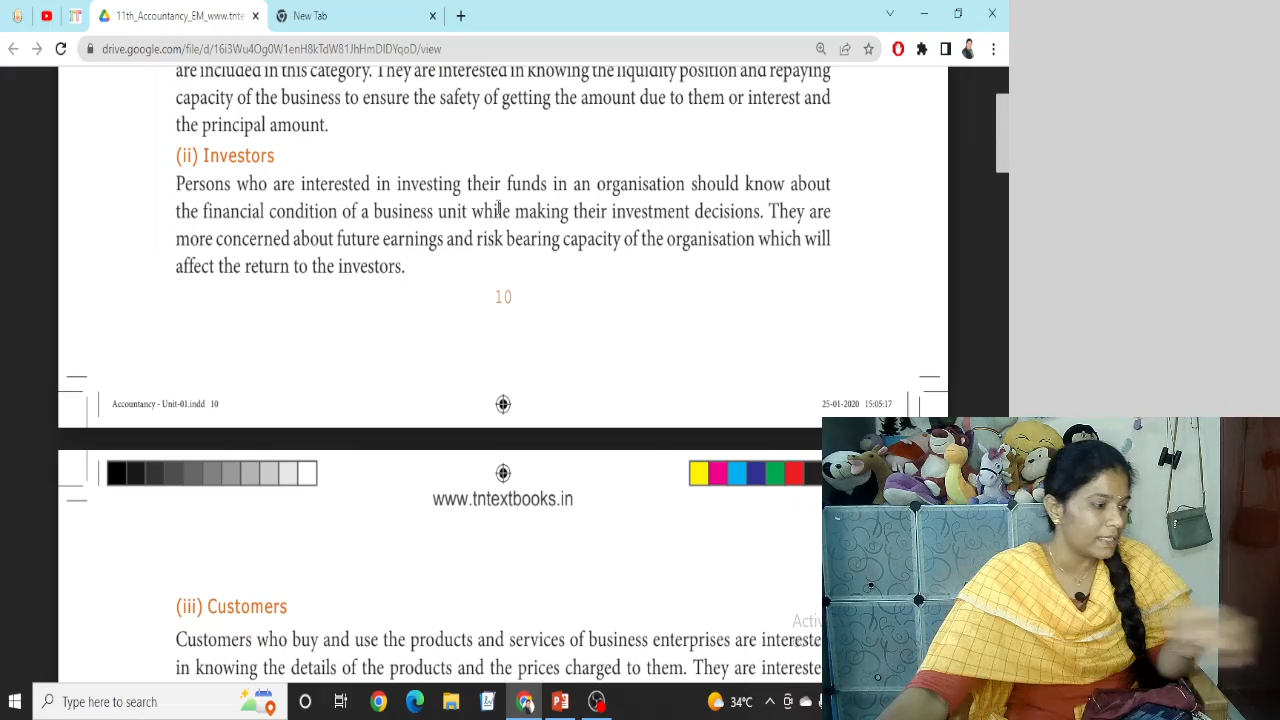 11th_Accountancy_EM_www.tnte
New Tab
drive.google.com/file/d/16i3Wu4Og0W1enH8kTdW81JhHmDIDYqoD/view
are included in this category. They are interested in knowing the liquidity position and repaying
capacity of the business to ensure the safety of getting the amount due to them or interest and
the principal amount.
(ii) Investors
Persons who are interested in investing their funds in an organisation should know about
the financial condition of a business unit while making their investment decisions. They are
more concerned about future earnings and risk bearing capacity of the organisation which will
affect the return to the investors.
10
Accountancy - Unit-01.indd 10
25-01-2020 15:05:17
www.tntextbooks.in
(iii) Customers
Activ
Customers who buy and use the products and services of business enterprises are intereste
in knowing the details of the products and the prices charged to them. They are intereste
Type here to search
34°C